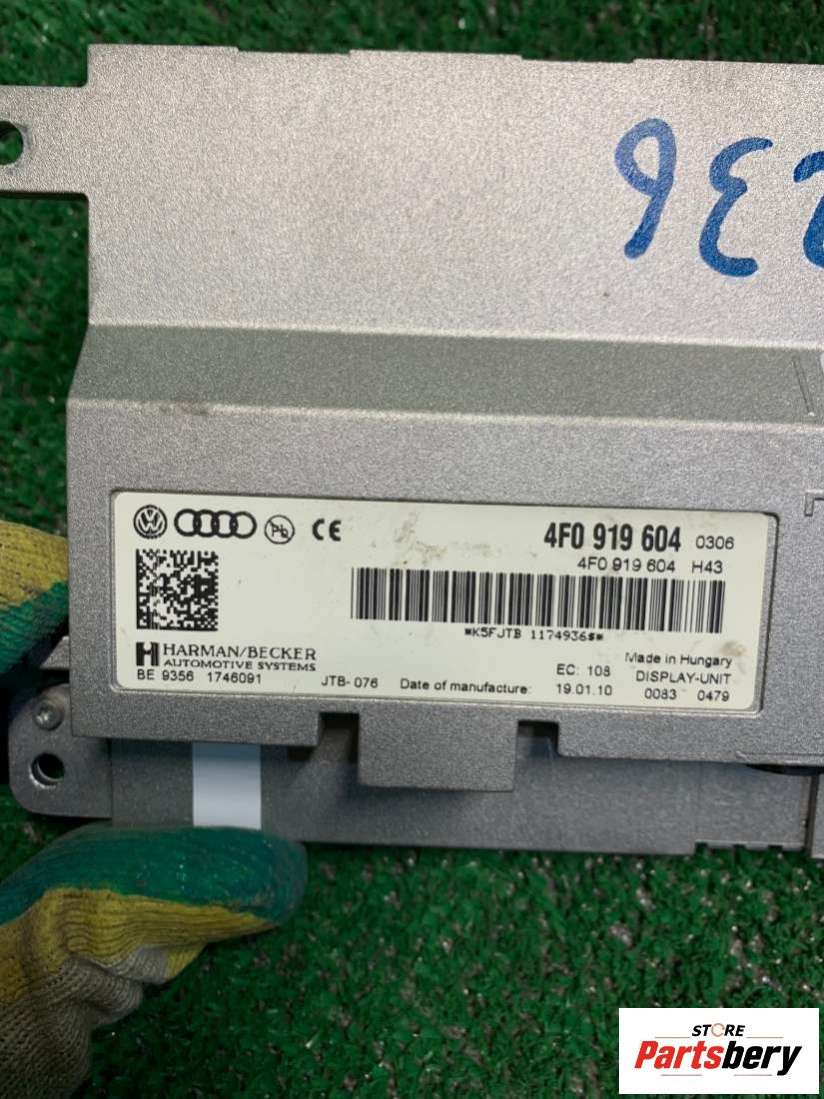 236
4F0 919 604 0306
4F0 919 604 H43
*K5FJTB 1174936$*
Pb CE
HARMAN/BECKER
AUTOMOTIVE SYSTEMS
BE 9356 1746091
JTB-076
Date of manufacture: 19.01.10
EC: 108
Made in Hungary
DISPLAY-UNIT
0083 0479
STORE
Partsbery